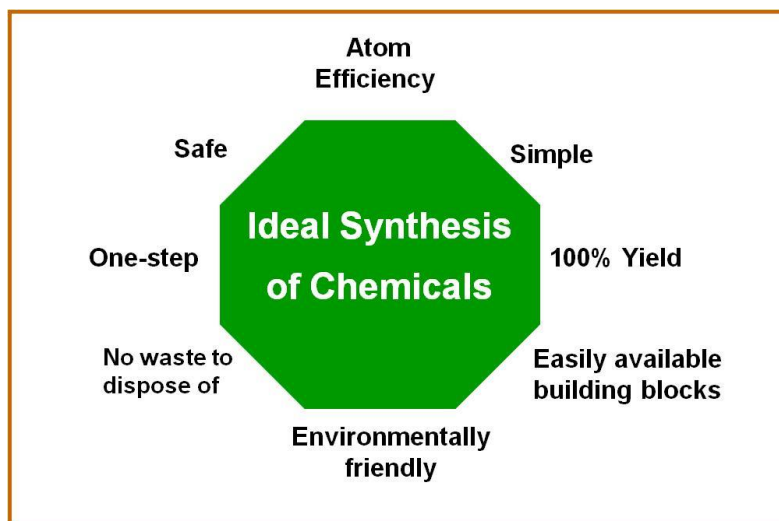 Atom
Efficiency
Safe
Simple
Ideal Synthesis
of Chemicals
One-step
100% Yield
No waste to
dispose of
Easily available
building blocks
Environmentally
friendly